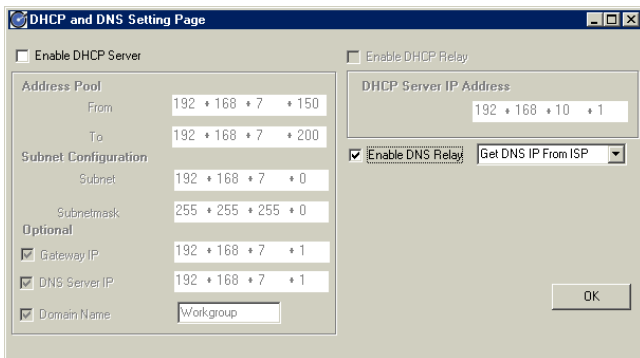 DHCP and DNS Setting Page
Enable DHCP Server
Address Pool
From 192 + 168 + 7 + 150
To 192 + 168 + 7 + 200
Subnet Configuration
Subnet 192 + 168 + 7 + 0
Subnetmask 255 + 255 + 255 + 0
Optional
Gateway IP 192 + 168 + 7 + 1
DNS Server IP 192 + 168 + 7 + 1
Domain Name Workgroup
Enable DHCP Relay
DHCP Server IP Address
192 + 168 + 10 + 1
Enable DNS Relay Get DNS IP From ISP
OK